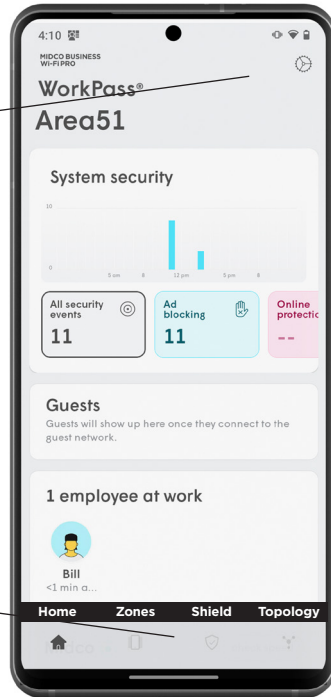 4:10
MIDCO BUSINESS
Wi-Fi PRO
WorkPass®
Area51
System security
10
0
5 am 8 12 pm 5 pm 8
All security
events
11
Ad
blocking
11
Online
protectio
--
Guests
Guests will show up here once they connect to the
guest network.
1 employee at work
Bill
<1 min a...
Home Zones Shield Topology